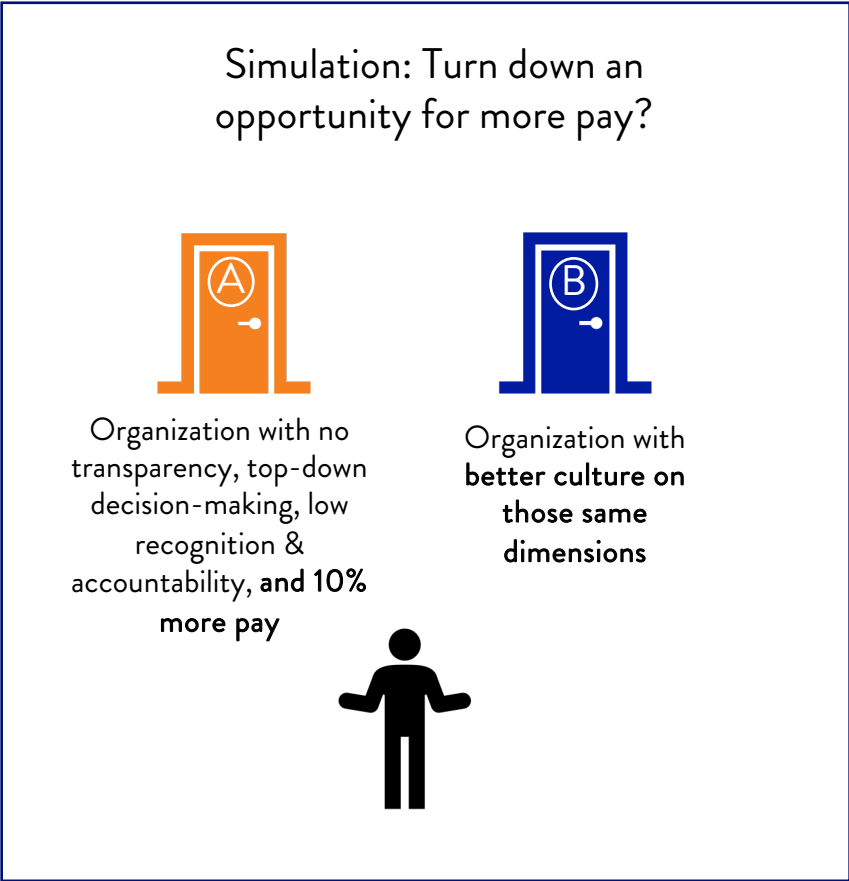 Simulation: Turn down an
opportunity for more pay?
A
B
Organization with no
transparency, top-down
decision-making, low
recognition &
accountability, and 10%
more pay
Organization with
better culture on
those same
dimensions